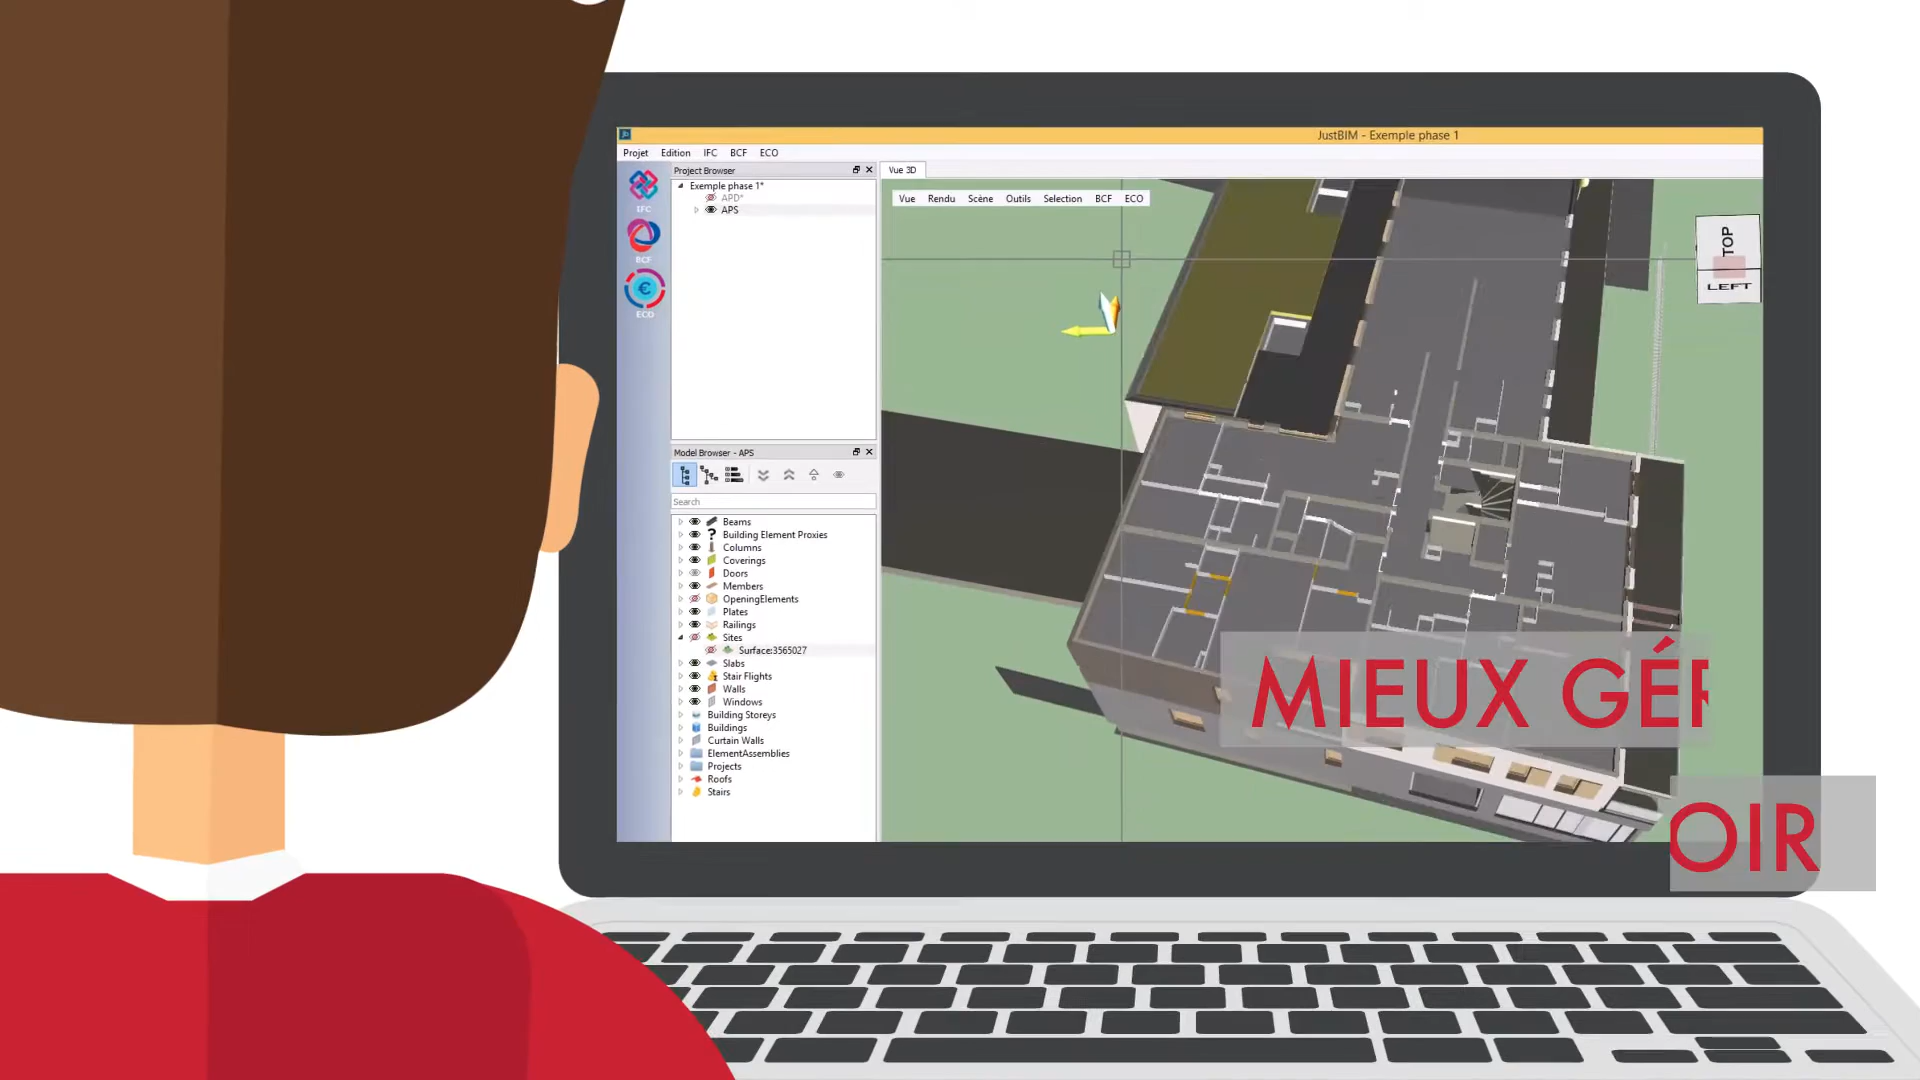 JustBIM - Exemple phase 1
Projet Edition IFC BCF ECO
Project Browser
Vue 3D
Exemple phase 1*
APD*
APS
IFC
BCF
€
ECO
Vue Rendu Scène Outils Selection BCF ECO
TOP
LEFT
Model Browser - APS
Search
Beams
? Building Element Proxies
Columns
Coverings
Doors
Members
OpeningElements
Plates
Railings
Sites
Surface:3565027
Slabs
Stair Flights
Walls
Windows
Building Storeys
Buildings
Curtain Walls
ElementAssemblies
Projects
Roofs
Stairs
MIEUX GÉR
OIR